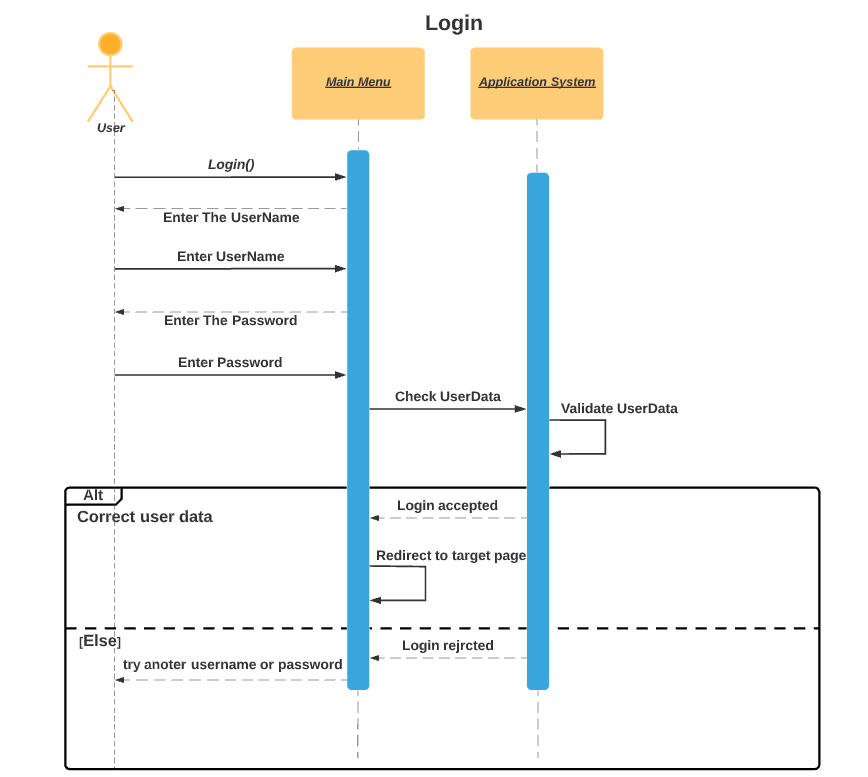 Login
Main Menu
Application System
User
Login()
Enter The UserName
Enter UserName
Enter The Password
Enter Password
Check UserData
Validate UserData
Alt
Login accepted
Correct user data
Redirect to target page
[Else]
Login rejrcted
try anoter username or password